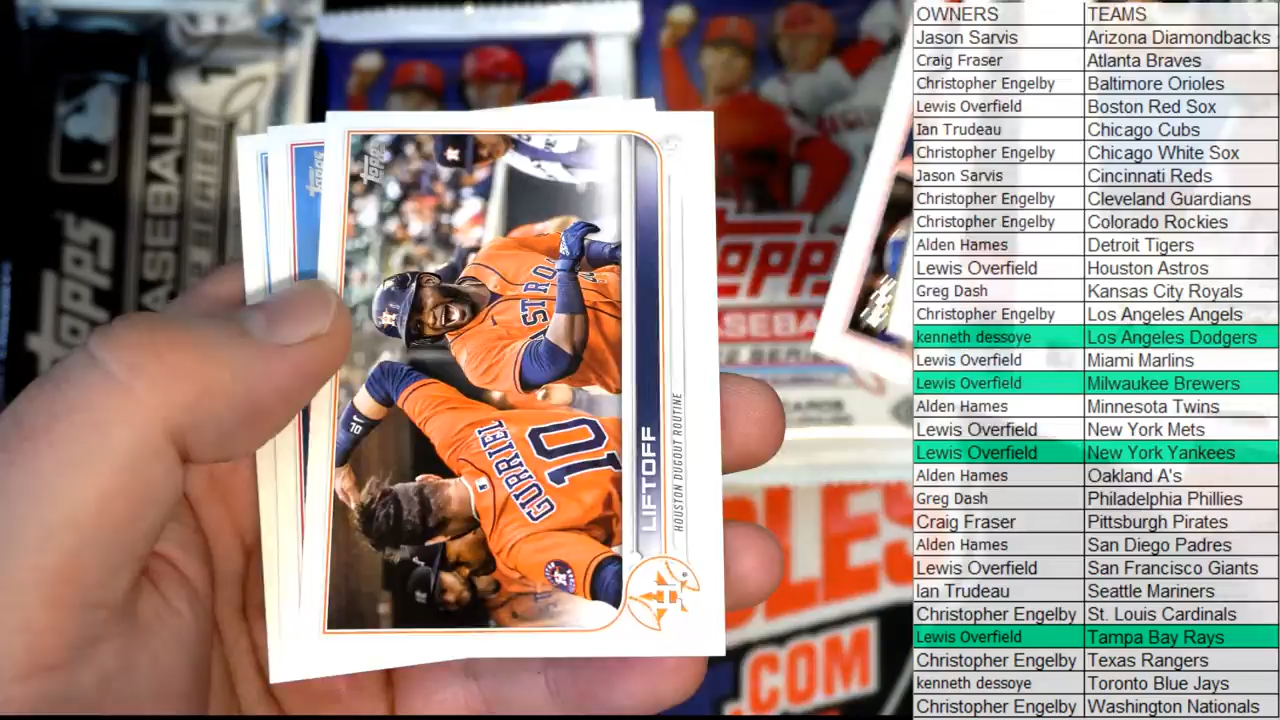 OWNERS TEAMS
Jason Sarvis Arizona Diamondbacks
Craig Fraser Atlanta Braves
Christopher Engelby Baltimore Orioles
Lewis Overfield Boston Red Sox
Ian Trudeau Chicago Cubs
Christopher Engelby Chicago White Sox
Jason Sarvis Cincinnati Reds
Christopher Engelby Cleveland Guardians
Christopher Engelby Colorado Rockies
Alden Hames Detroit Tigers
Lewis Overfield Houston Astros
Greg Dash Kansas City Royals
Christopher Engelby Los Angeles Angels
kenneth dessoye Los Angeles Dodgers
Lewis Overfield Miami Marlins
Lewis Overfield Milwaukee Brewers
Alden Hames Minnesota Twins
Lewis Overfield New York Mets
Lewis Overfield New York Yankees
Alden Hames Oakland A's
Greg Dash Philadelphia Phillies
Craig Fraser Pittsburgh Pirates
Alden Hames San Diego Padres
Lewis Overfield San Francisco Giants
Ian Trudeau Seattle Mariners
Christopher Engelby St. Louis Cardinals
Lewis Overfield Tampa Bay Rays
Christopher Engelby Texas Rangers
kenneth dessoye Toronto Blue Jays
Christopher Engelby Washington Nationals
TOPPS
BASEBALL
TOPPS
TOPPS
ASTRO
10
GURRIEL
10
LIFTOFF
HOUSTON DUGOUT ROUTINE
H
.COM